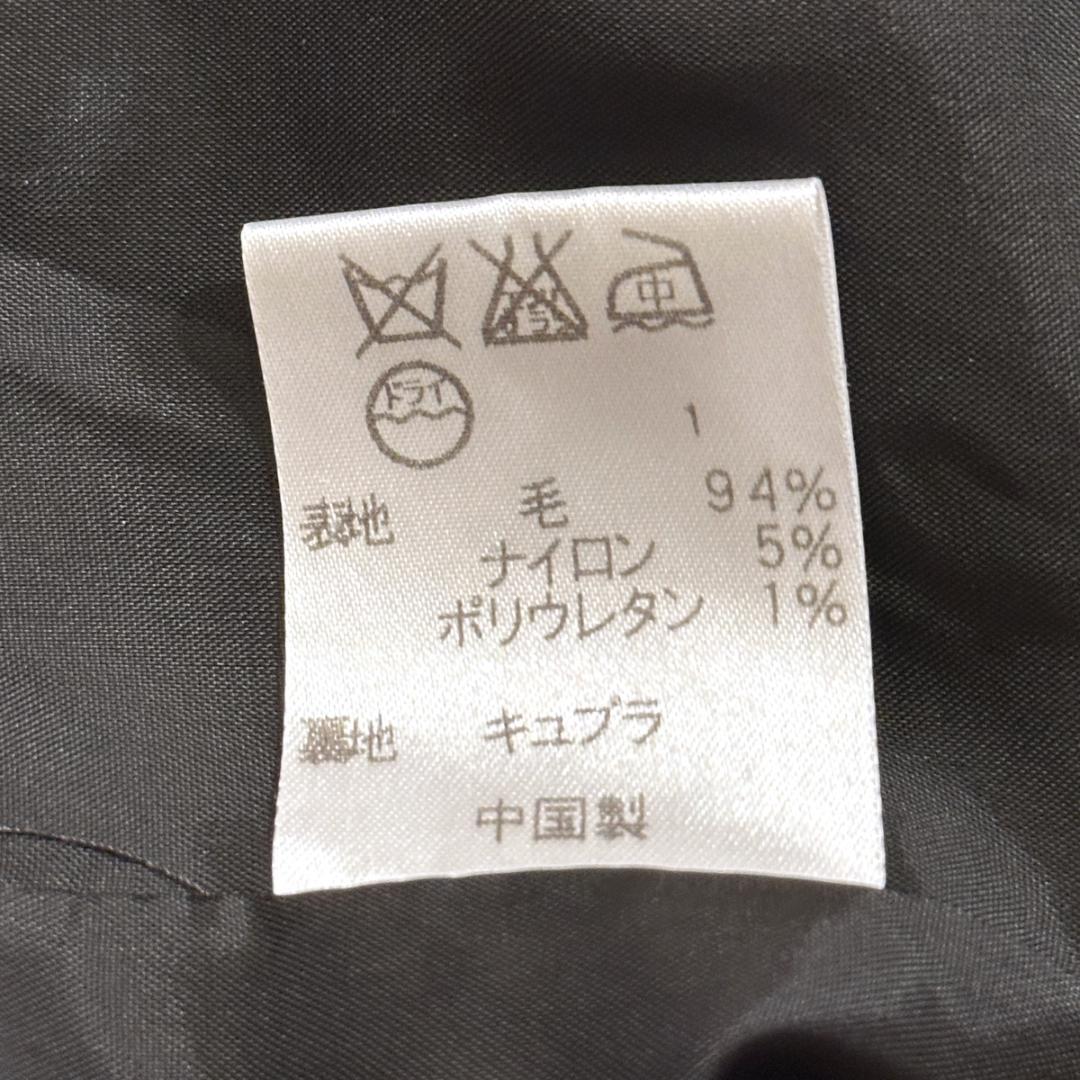 中
ドライ
1
表地 毛 94%
ナイロン 5%
ポリウレタン 1%
裏地 キュプラ
中国製